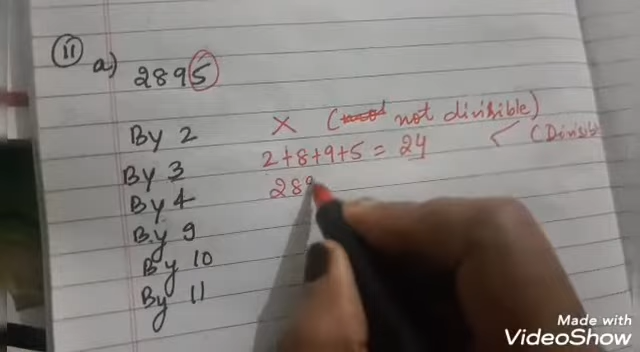 11
a) 2895
By 2 X ( not divisible)
By 3 2+8+9+5 = 24 (Divisib
By 4 289
By 9
By 10
By 11
Made with
VideoShow